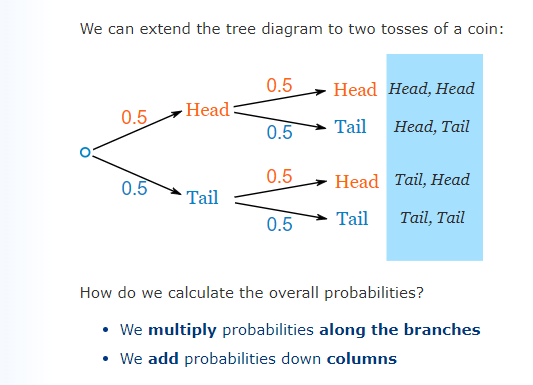 We can extend the tree diagram to two tosses of a coin:
0.5 Head Head, Head
0.5 Head
0.5 Tail Head, Tail
0.5 Head Tail, Head
0.5 Tail
0.5 Tail Tail, Tail
How do we calculate the overall probabilities?
• We multiply probabilities along the branches
• We add probabilities down columns